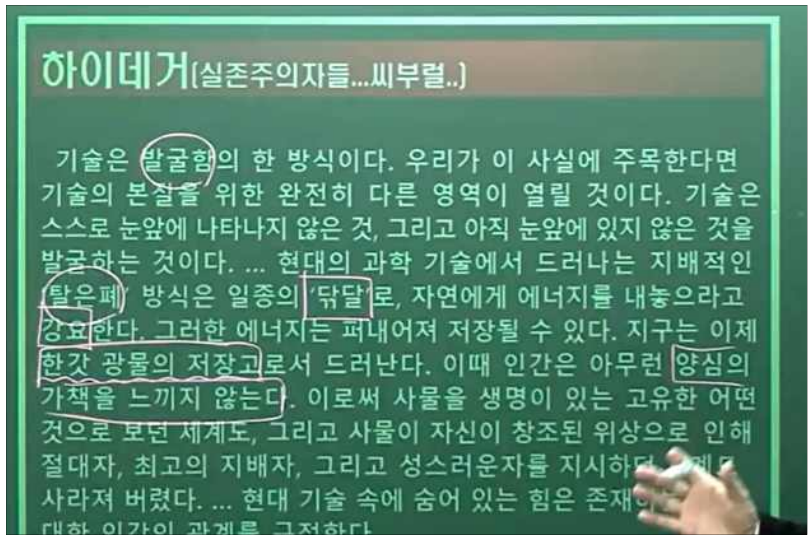 하이데거(실존주의자들...씨부럴..)
기술은 발굴함의 한 방식이다. 우리가 이 사실에 주목한다면
기술의 본질을 위한 완전히 다른 영역이 열릴 것이다. 기술은
스스로 눈앞에 나타나지 않은 것, 그리고 아직 눈앞에 있지 않은 것을
발굴하는 것이다. ... 현대의 과학 기술에서 드러나는 지배적인
'탈은폐' 방식은 일종의 '닦달'로, 자연에게 에너지를 내놓으라고
강요한다. 그러한 에너지는 퍼내어져 저장될 수 있다. 지구는 이제
한갓 광물의 저장고로서 드러난다. 이때 인간은 아무런 양심의
가책을 느끼지 않는다. 이로써 사물을 생명이 있는 고유한 어떤
것으로 보던 세계도, 그리고 사물이 자신이 창조된 위상으로 인해
절대자, 최고의 지배자, 그리고 성스러운자를 지시하던
사라져 버렸다. ... 현대 기술 속에 숨어 있는 힘은
대한 인간의 관계를 규정한다